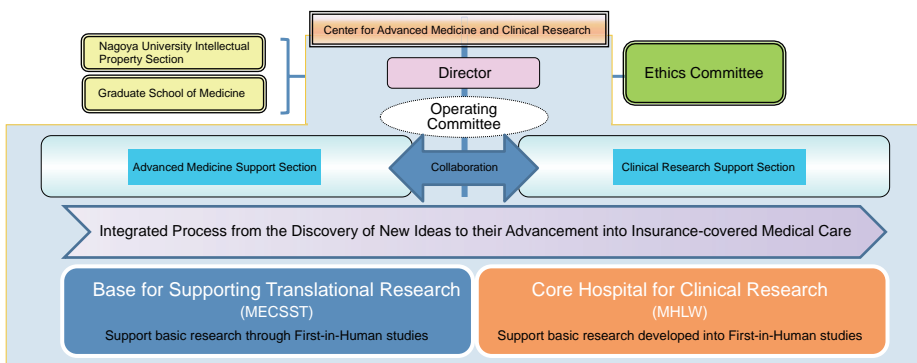 Center for Advanced Medicine and Clinical Research
Nagoya University Intellectual
Property Section
Graduate School of Medicine
Director
Ethics Committee
Operating
Committee
Advanced Medicine Support Section
Collaboration
Clinical Research Support Section
Integrated Process from the Discovery of New Ideas to their Advancement into Insurance-covered Medical Care
Base for Supporting Translational Research
(MECSST)
Support basic research through First-in-Human studies
Core Hospital for Clinical Research
(MHLW)
Support basic research developed into First-in-Human studies